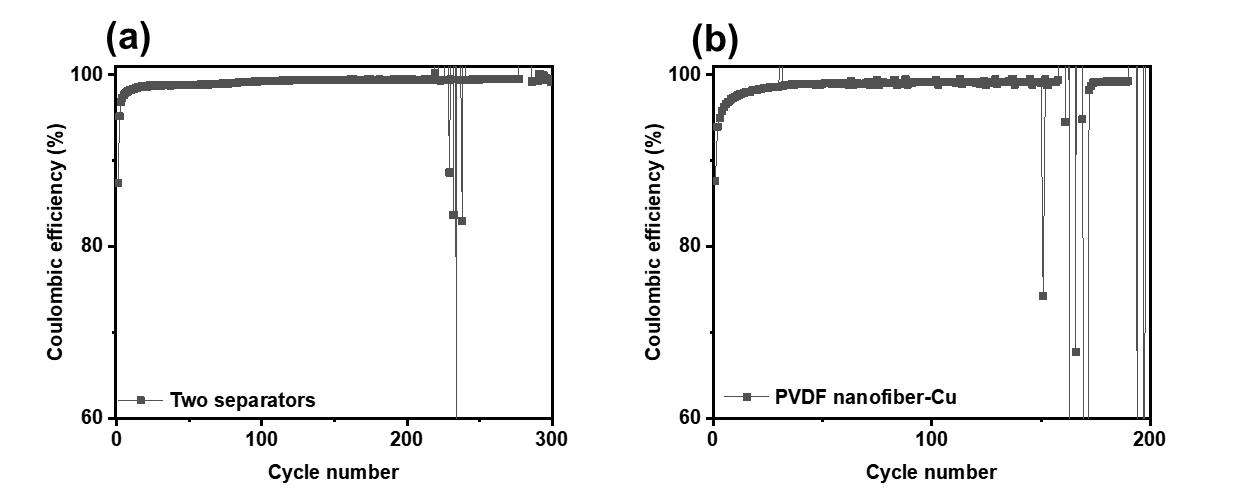 (a)
100
80
60
Coulombic efficiency (%)
Two separators
0
100
200
300
Cycle number
(b)
100
80
60
Coulombic efficiency (%)
PVDF nanofiber-Cu
0
100
200
Cycle number